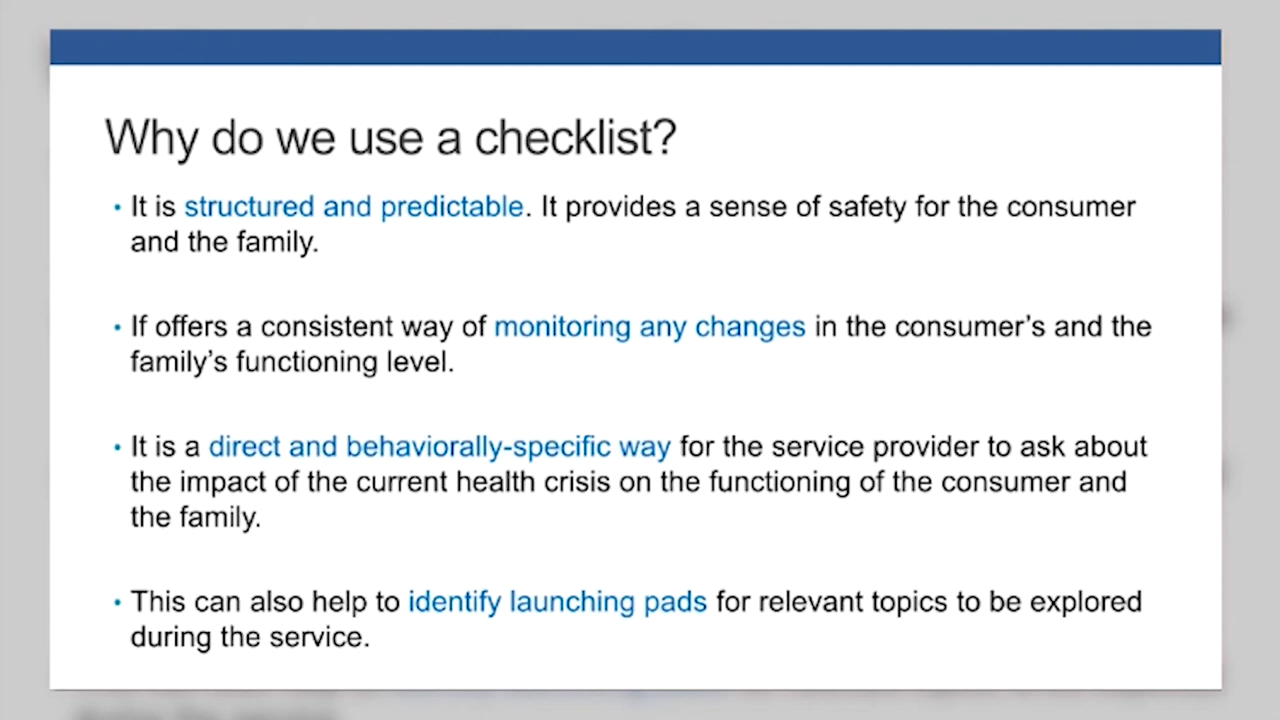 Why do we use a checklist?
• It is structured and predictable. It provides a sense of safety for the consumer
and the family.
• If offers a consistent way of monitoring any changes in the consumer’s and the
family’s functioning level.
• It is a direct and behaviorally-specific way for the service provider to ask about
the impact of the current health crisis on the functioning of the consumer and
the family.
• This can also help to identify launching pads for relevant topics to be explored
during the service.